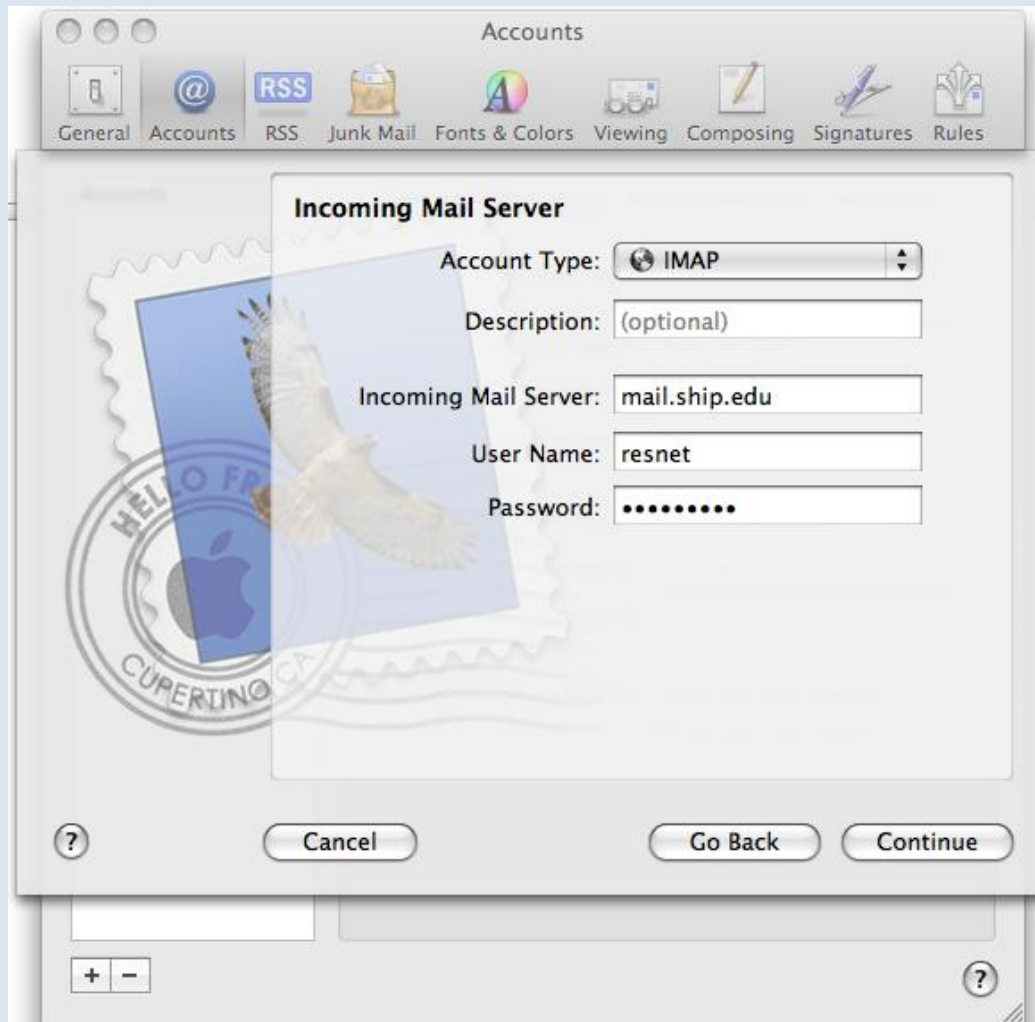 Accounts
General Accounts RSS Junk Mail Fonts & Colors Viewing Composing Signatures Rules
RSS
Incoming Mail Server
Account Type: IMAP
Description: (optional)
Incoming Mail Server: mail.ship.edu
User Name: resnet
Password: •••••••••
HELLO FR
CUPERTINO CA
? Cancel Go Back Continue
+ − ?